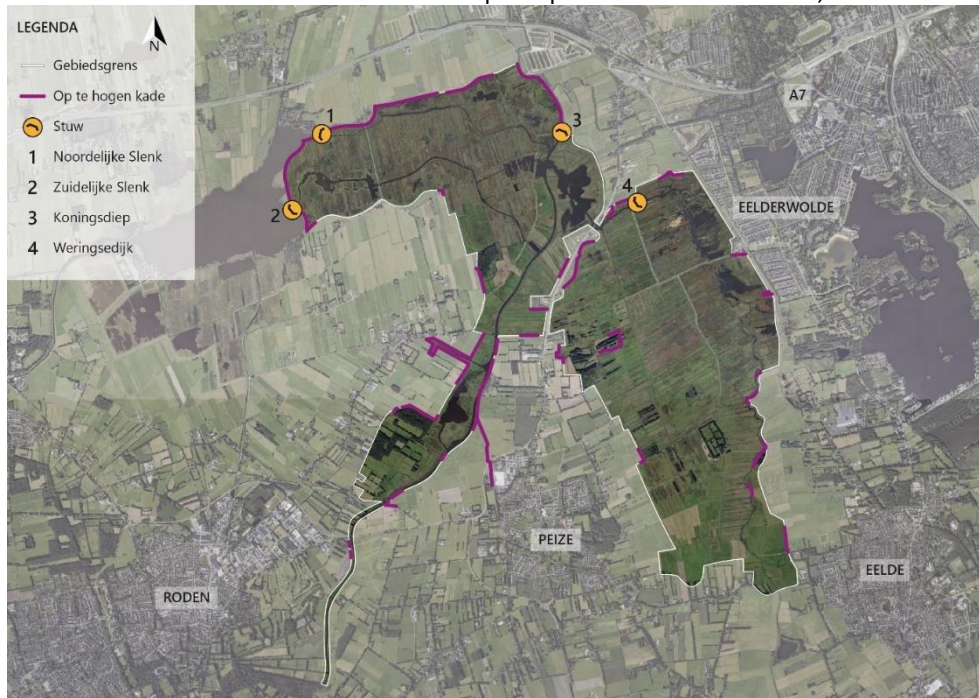 LEGENDA
N
Gebiedsgrens
Op te hogen kade
Stuw
1 Noordelijke Slenk
2 Zuidelijke Slenk
3 Koningsdiep
4 Weringsedijk
1
2
3
4
A7
EELDERWOLDE
PEIZE
EELDE
RODEN